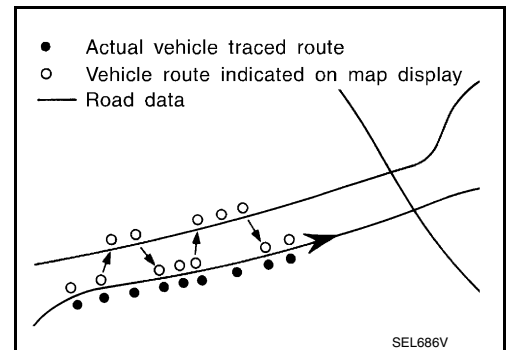 Actual vehicle traced route
Vehicle route indicated on map display
Road data
SEL686V